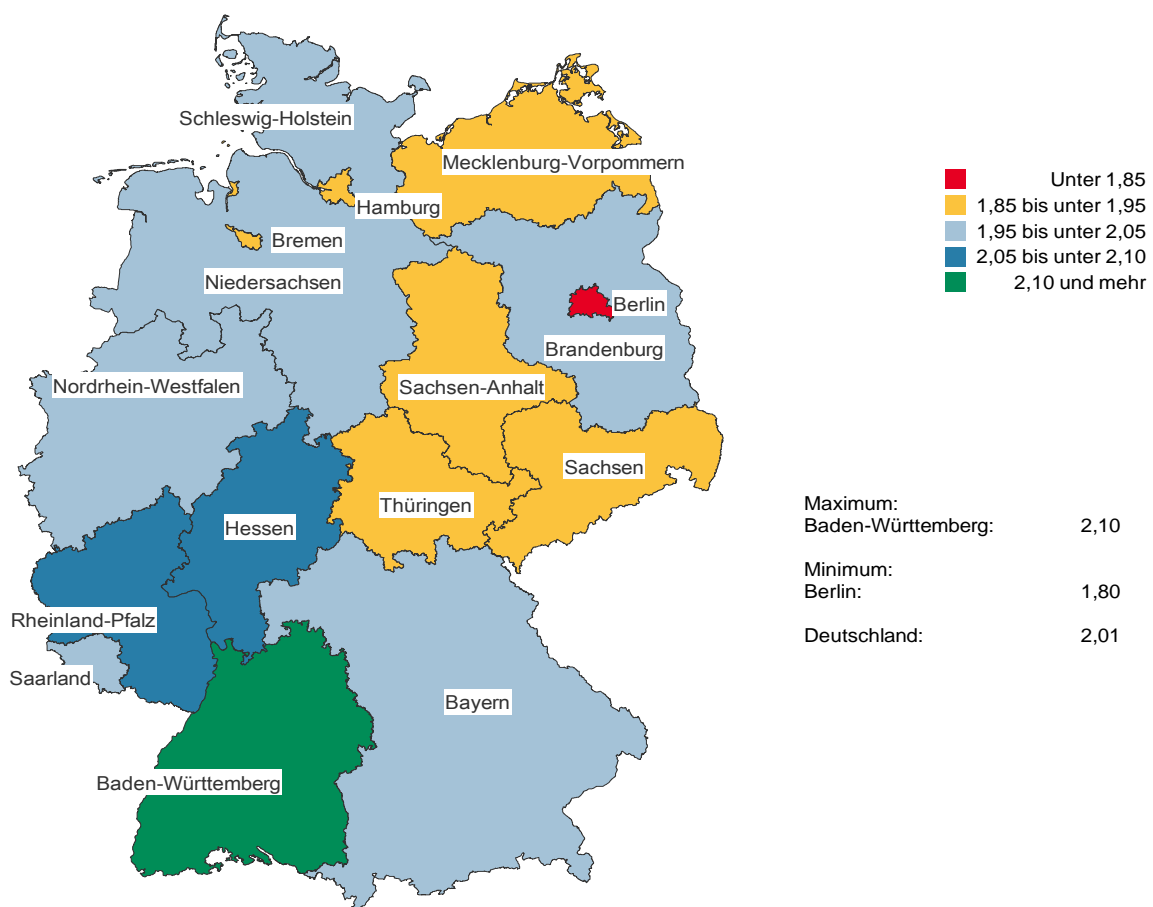 Schleswig-Holstein
Mecklenburg-Vorpommern
Hamburg
Bremen
Niedersachsen
Berlin
Brandenburg
Nordrhein-Westfalen
Sachsen-Anhalt
Sachsen
Thüringen
Hessen
Rheinland-Pfalz
Saarland
Bayern
Baden-Württemberg
Unter 1,85
1,85 bis unter 1,95
1,95 bis unter 2,05
2,05 bis unter 2,10
2,10 und mehr
Maximum:
Baden-Württemberg: 2,10
Minimum:
Berlin: 1,80
Deutschland: 2,01